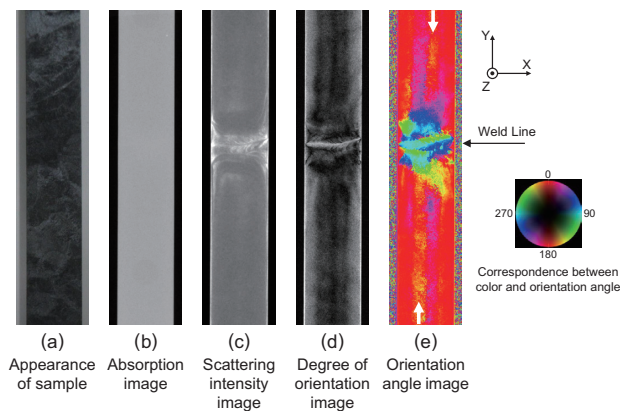 Y
X
Z
Weld Line
0
270
90
180
Correspondence between
color and orientation angle
(a)
Appearance
of sample
(b)
Absorption
image
(c)
Scattering
intensity
image
(d)
Degree of
orientation
image
(e)
Orientation
angle image